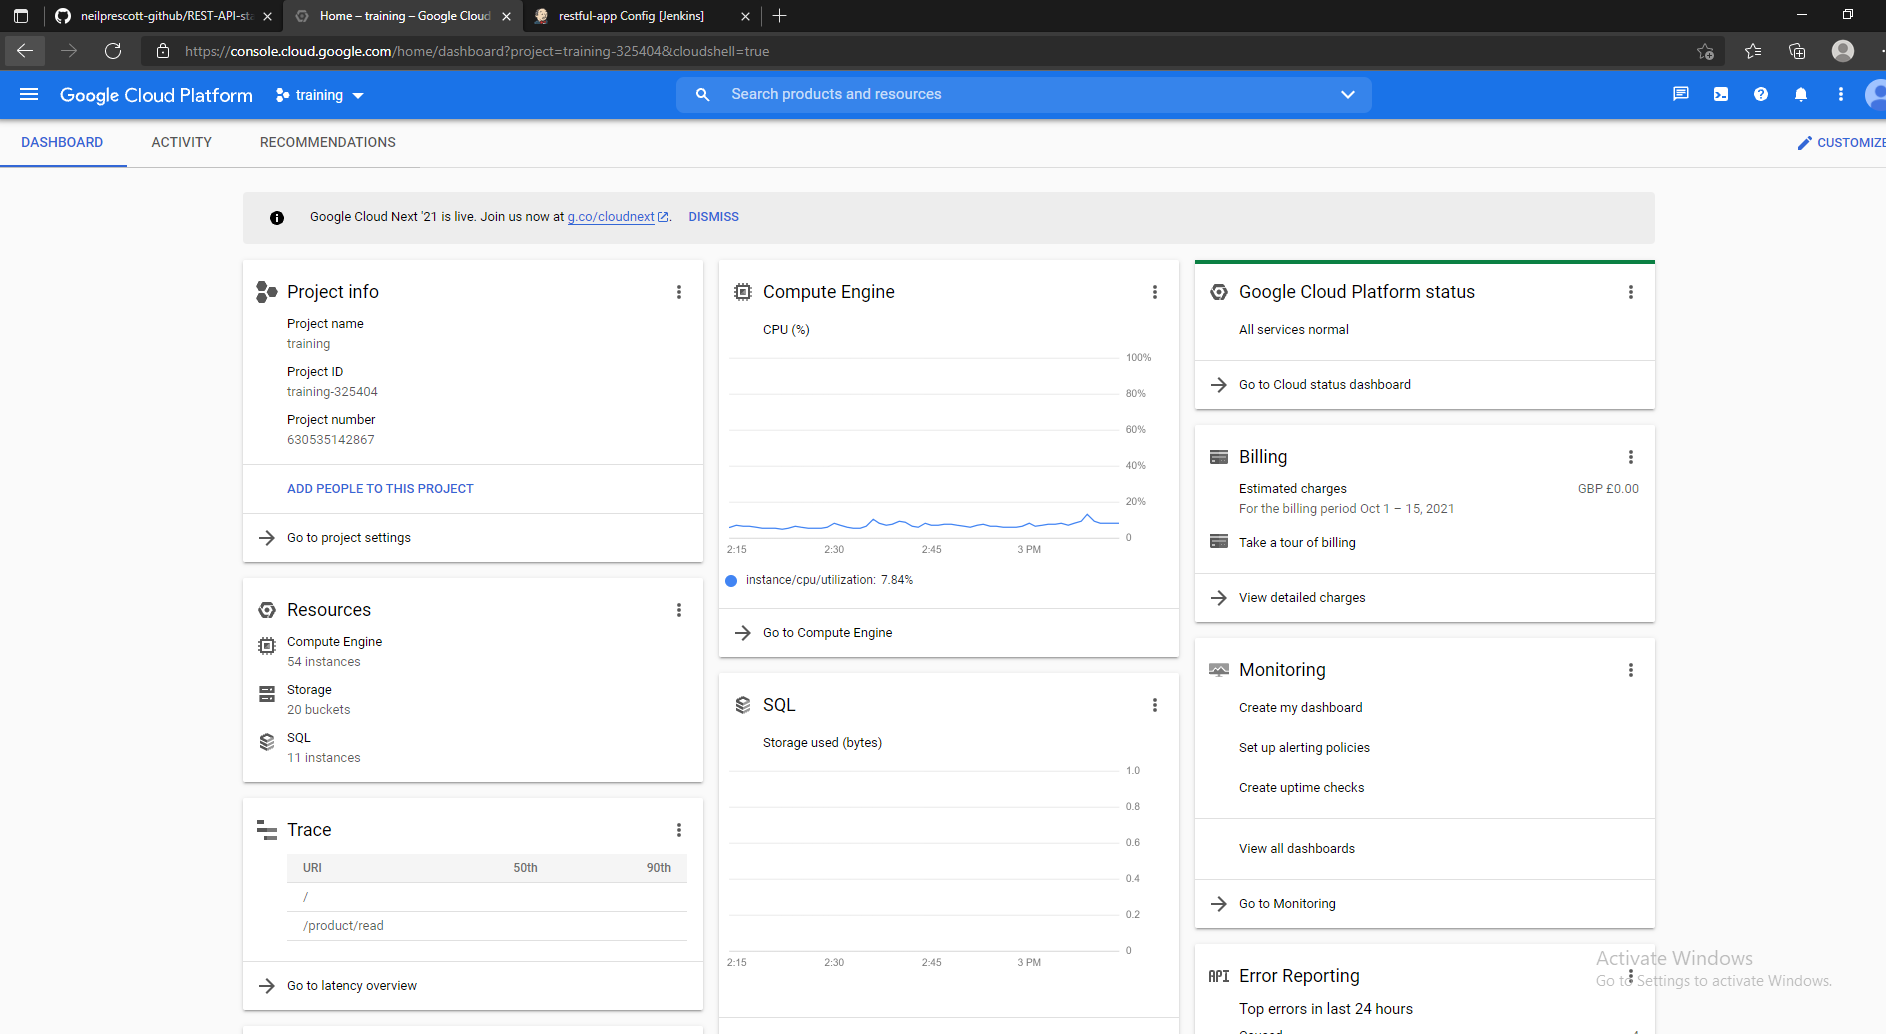 neilprescott-github/REST-API-sta
Home – training – Google Cloud
restful-app Config [Jenkins]
https://console.cloud.google.com/home/dashboard?project=training-325404&cloudshell=true
Google Cloud Platform
training
Search products and resources
DASHBOARD
ACTIVITY
RECOMMENDATIONS
CUSTOMIZE
Google Cloud Next '21 is live. Join us now at g.co/cloudnext. DISMISS
Project info
Project name
training
Project ID
training-325404
Project number
630535142867
ADD PEOPLE TO THIS PROJECT
Go to project settings
Resources
Compute Engine
54 instances
Storage
20 buckets
SQL
11 instances
Trace
URI 50th 90th
/
/product/read
Go to latency overview
Compute Engine
CPU (%)
100%
80%
60%
40%
20%
0
2:15 2:30 2:45 3 PM
instance/cpu/utilization: 7.84%
Go to Compute Engine
SQL
Storage used (bytes)
1.0
0.8
0.6
0.4
0.2
0
2:15 2:30 2:45 3 PM
Google Cloud Platform status
All services normal
Go to Cloud status dashboard
Billing
Estimated charges GBP £0.00
For the billing period Oct 1 – 15, 2021
Take a tour of billing
View detailed charges
Monitoring
Create my dashboard
Set up alerting policies
Create uptime checks
View all dashboards
Go to Monitoring
API Error Reporting
Top errors in last 24 hours
Activate Windows
Go to Settings to activate Windows.